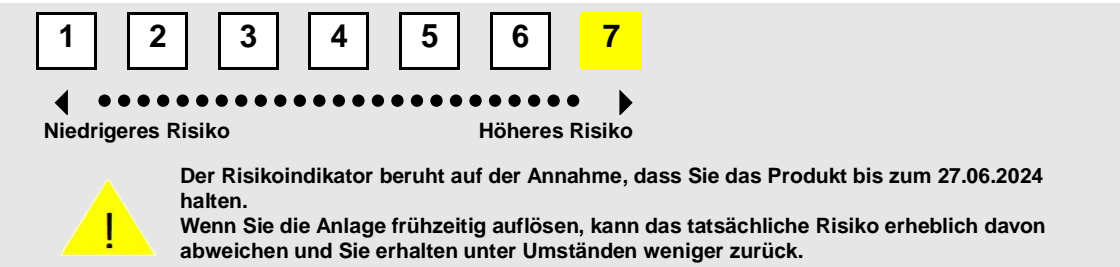 1 2 3 4 5 6 7
Niedrigeres Risiko Höheres Risiko
Der Risikoindikator beruht auf der Annahme, dass Sie das Produkt bis zum 27.06.2024
halten.
Wenn Sie die Anlage frühzeitig auflösen, kann das tatsächliche Risiko erheblich davon
abweichen und Sie erhalten unter Umständen weniger zurück.
!